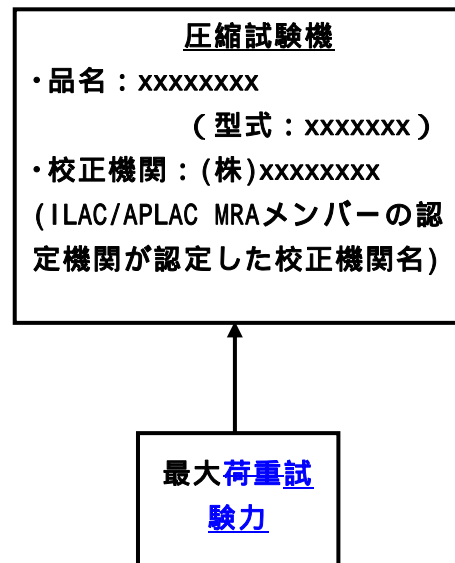 圧縮試験機
・品名：xxxxxxxx
（型式：xxxxxxx）
・校正機関：(株)xxxxxxxx
(ILAC/APLAC MRAメンバーの認
定機関が認定した校正機関名)
最大荷重試
験力